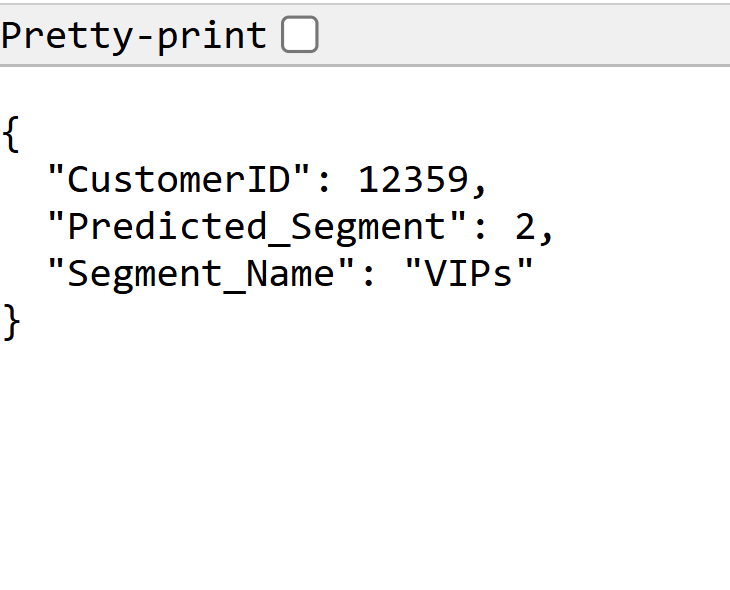 Pretty-print
{
  "CustomerID": 12359,
  "Predicted_Segment": 2,
  "Segment_Name": "VIPs"
}